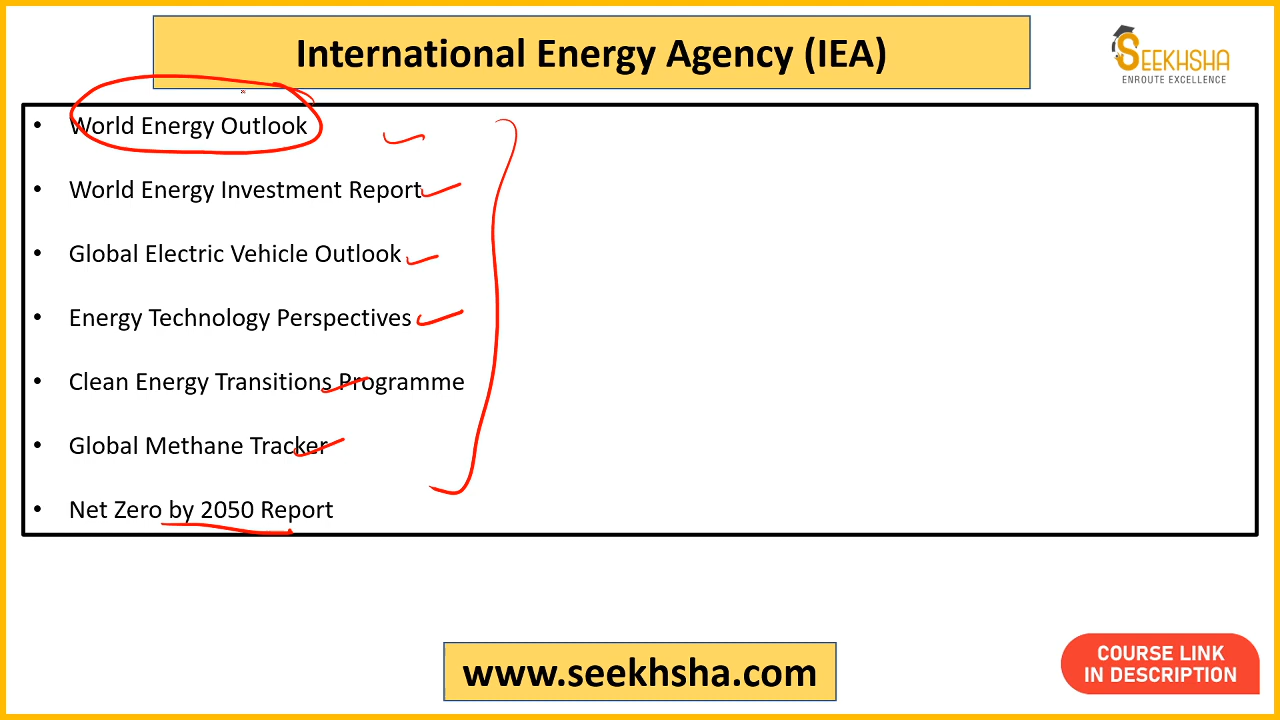 International Energy Agency (IEA)
SEEKHSHA
ENROUTE EXCELLENCE
• World Energy Outlook
• World Energy Investment Report
• Global Electric Vehicle Outlook
• Energy Technology Perspectives
• Clean Energy Transitions Programme
• Global Methane Tracker
• Net Zero by 2050 Report
www.seekhsha.com
COURSE LINK
IN DESCRIPTION